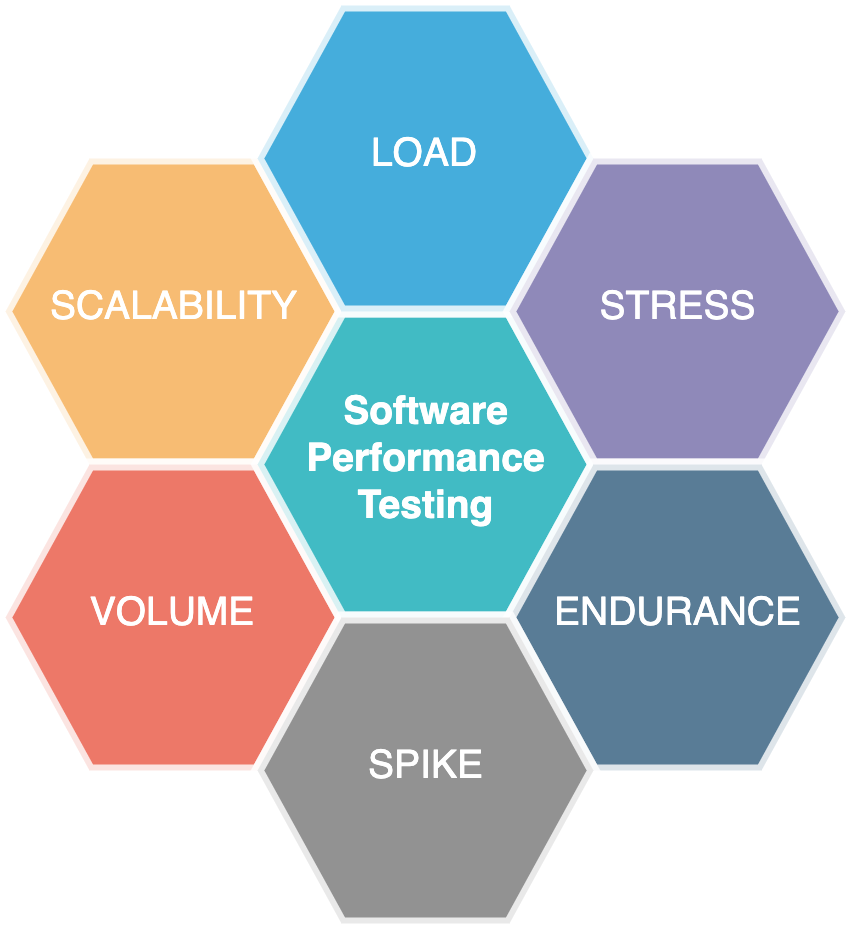 LOAD
SCALABILITY
STRESS
Software
Performance
Testing
VOLUME
ENDURANCE
SPIKE